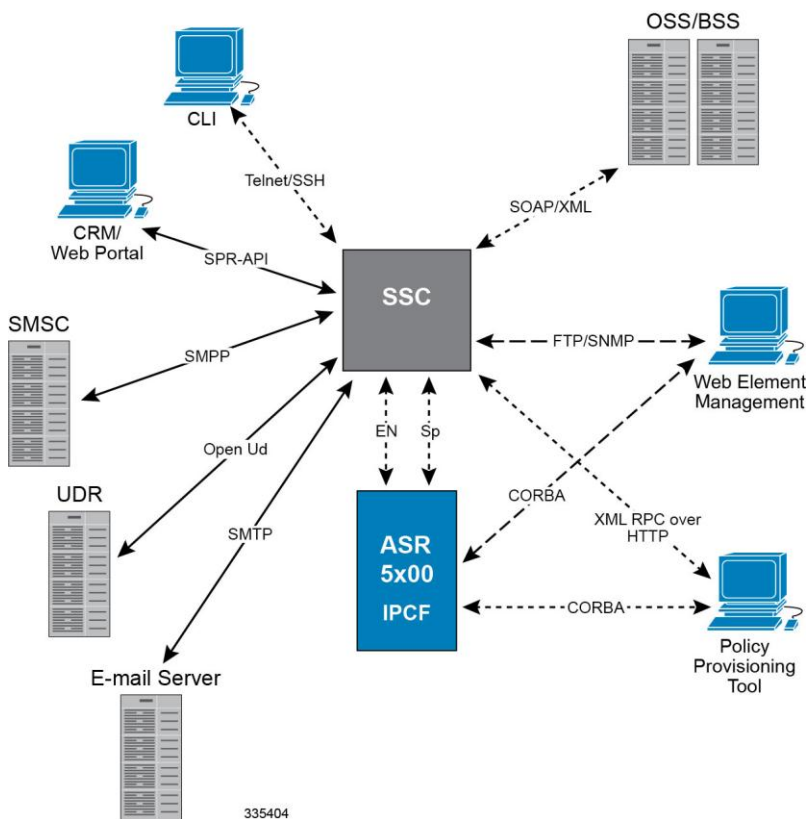 OSS/BSS
CLI
Telnet/SSH
SOAP/XML
CRM/
Web Portal
SPR-API
SSC
SMSC
SMPP
FTP/SNMP
Web Element
Management
EN
Sp
Open Ud
UDR
CORBA
SMTP
XML RPC over
HTTP
ASR
5x00
IPCF
CORBA
Policy
Provisioning
Tool
E-mail Server
335404